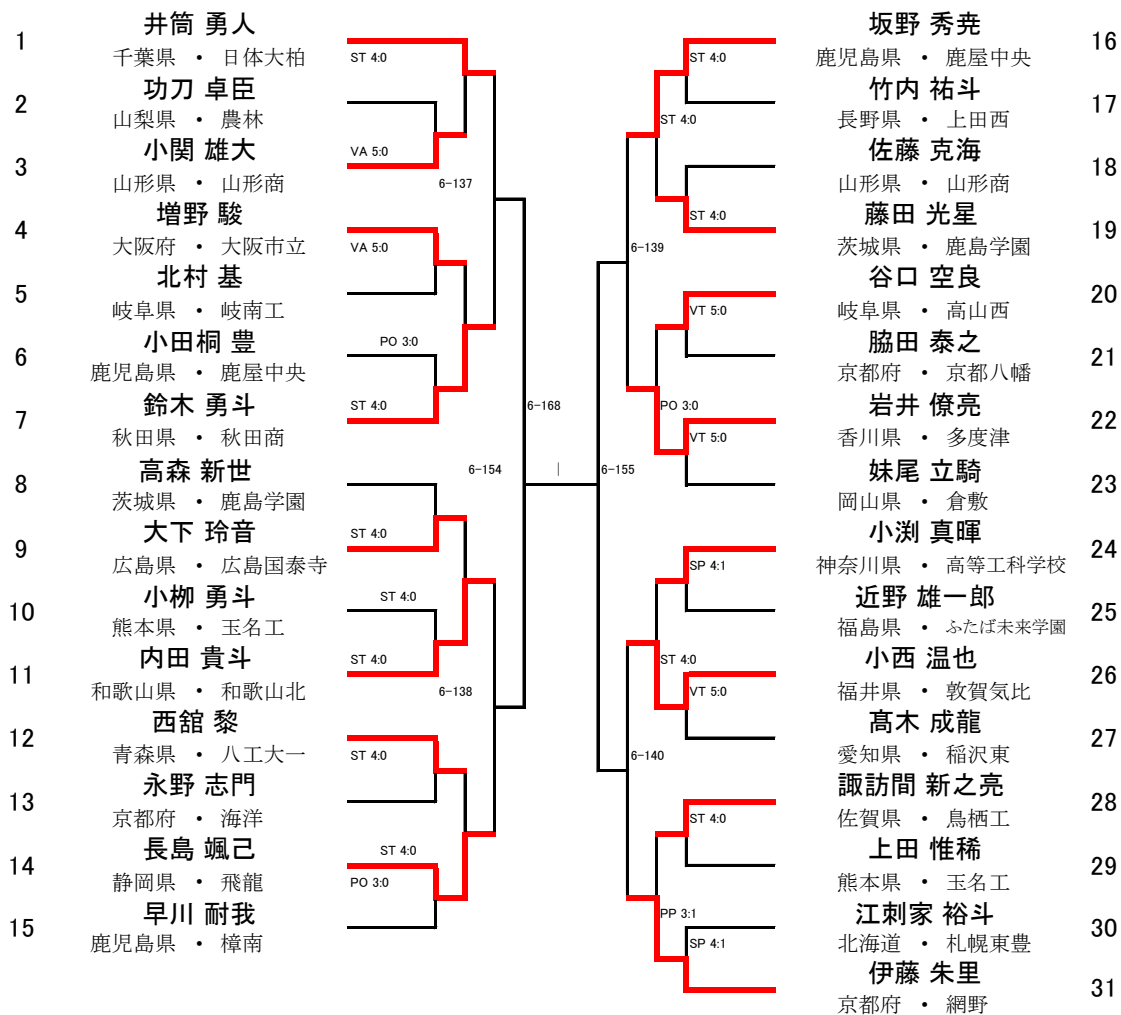 1
井筒 勇人
千葉県 ・ 日体大柏
2
功刀 卓臣
山梨県 ・ 農林
3
小関 雄大
山形県 ・ 山形商
4
増野 駿
大阪府 ・ 大阪市立
5
北村 基
岐阜県 ・ 岐南工
6
小田桐 豊
鹿児島県 ・ 鹿屋中央
7
鈴木 勇斗
秋田県 ・ 秋田商
8
高森 新世
茨城県 ・ 鹿島学園
9
大下 玲音
広島県 ・ 広島国泰寺
10
小栁 勇斗
熊本県 ・ 玉名工
11
内田 貴斗
和歌山県 ・ 和歌山北
12
西舘 黎
青森県 ・ 八工大一
13
永野 志門
京都府 ・ 海洋
14
長島 颯己
静岡県 ・ 飛龍
15
早川 耐我
鹿児島県 ・ 樟南
ST 4:0
VA 5:0
6-137
VA 5:0
PO 3:0
ST 4:0
6-168
6-154
ST 4:0
ST 4:0
ST 4:0
6-138
ST 4:0
ST 4:0
PO 3:0
坂野 秀尭
鹿児島県 ・ 鹿屋中央
16
竹内 祐斗
長野県 ・ 上田西
17
佐藤 克海
山形県 ・ 山形商
18
藤田 光星
茨城県 ・ 鹿島学園
19
谷口 空良
岐阜県 ・ 高山西
20
脇田 泰之
京都府 ・ 京都八幡
21
岩井 僚亮
香川県 ・ 多度津
22
妹尾 立騎
岡山県 ・ 倉敷
23
小渕 真暉
神奈川県 ・ 高等工科学校
24
近野 雄一郎
福島県 ・ ふたば未来学園
25
小西 温也
福井県 ・ 敦賀気比
26
髙木 成龍
愛知県 ・ 稲沢東
27
諏訪間 新之亮
佐賀県 ・ 鳥栖工
28
上田 惟稀
熊本県 ・ 玉名工
29
江刺家 裕斗
北海道 ・ 札幌東豊
30
伊藤 朱里
京都府 ・ 網野
31
ST 4:0
ST 4:0
ST 4:0
6-139
VT 5:0
PO 3:0
VT 5:0
6-155
SP 4:1
ST 4:0
VT 5:0
6-140
ST 4:0
PP 3:1
SP 4:1